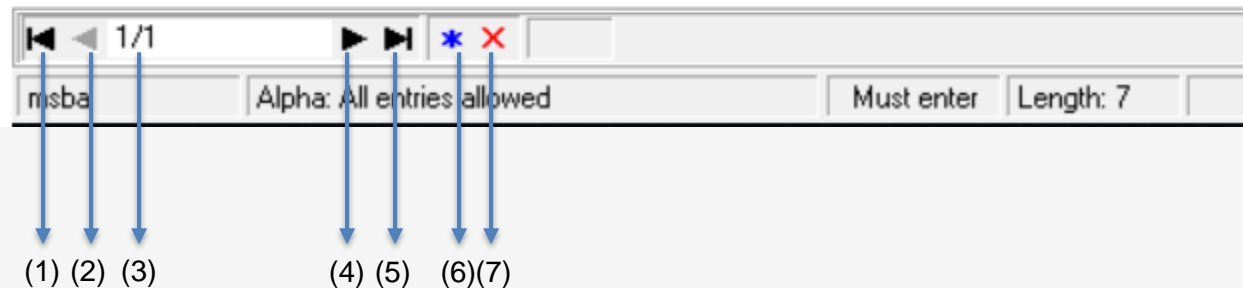 1/1
msba Alpha: All entries allowed Must enter Length: 7
(1) (2) (3) (4) (5) (6)(7)